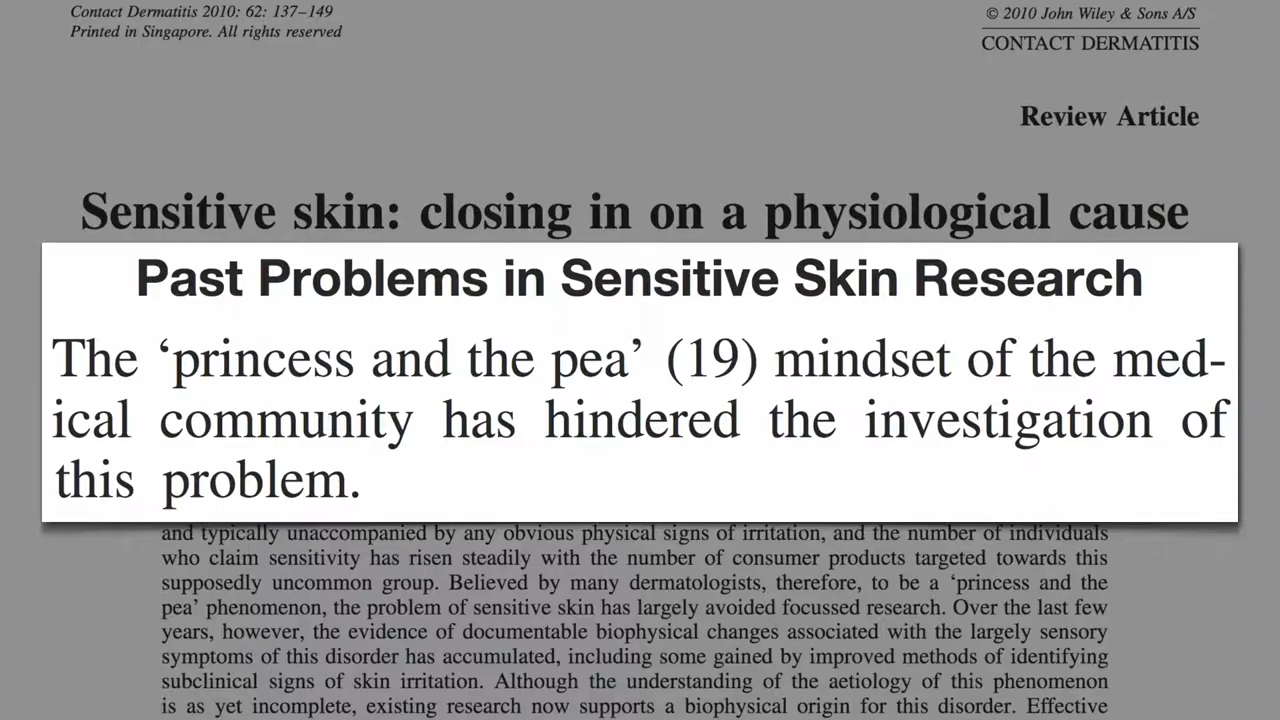 Contact Dermatitis 2010: 62: 137–149
Printed in Singapore. All rights reserved
© 2010 John Wiley & Sons A/S
CONTACT DERMATITIS
Review Article
Sensitive skin: closing in on a physiological cause
Past Problems in Sensitive Skin Research
The ‘princess and the pea’ (19) mindset of the med-
ical community has hindered the investigation of
this problem.
and typically unaccompanied by any obvious physical signs of irritation, and the number of individuals
who claim sensitivity has risen steadily with the number of consumer products targeted towards this
supposedly uncommon group. Believed by many dermatologists, therefore, to be a ‘princess and the
pea’ phenomenon, the problem of sensitive skin has largely avoided focussed research. Over the last few
years, however, the evidence of documentable biophysical changes associated with the largely sensory
symptoms of this disorder has accumulated, including some gained by improved methods of identifying
subclinical signs of skin irritation. Although the understanding of the aetiology of this phenomenon
is as yet incomplete, existing research now supports a biophysical origin for this disorder. Effective